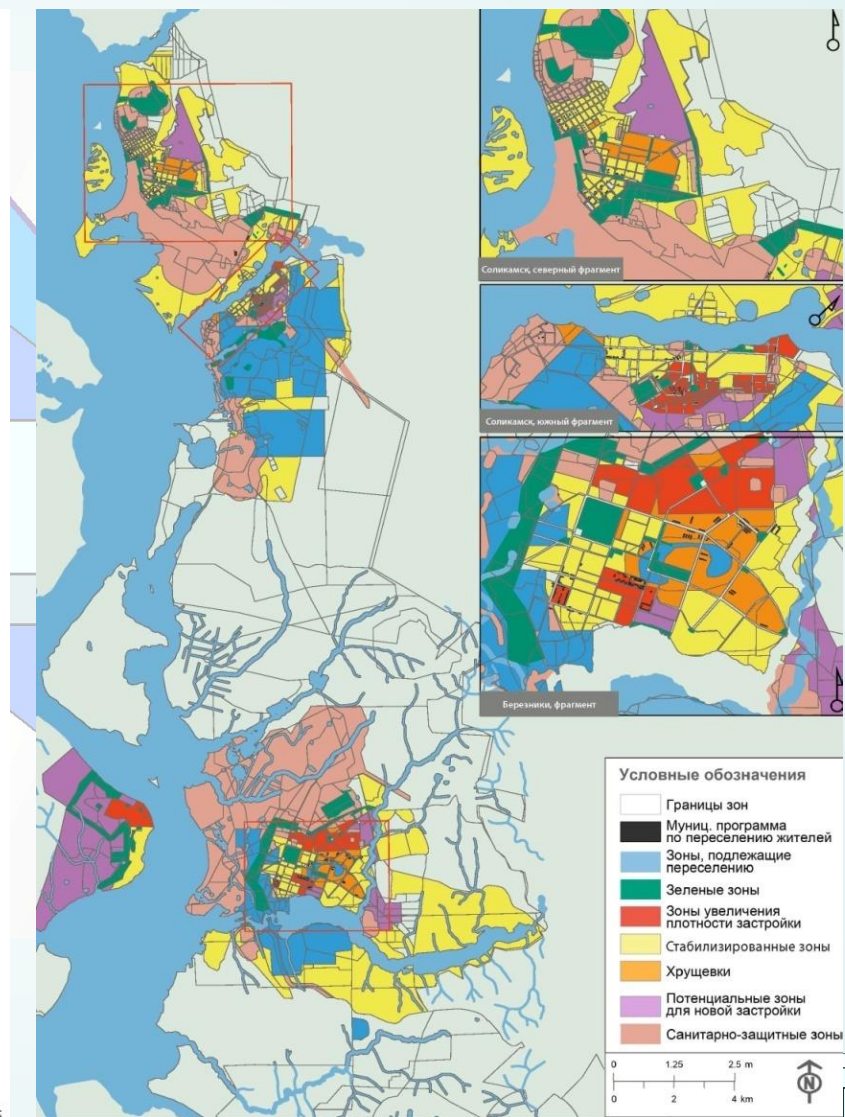 Соликамск, северный фрагмент
Соликамск, южный фрагмент
Березники, фрагмент
Условные обозначения
Границы зон
Муниц. программа
по переселению жителей
Зоны, подлежащие
переселению
Зеленые зоны
Зоны увеличения
плотности застройки
Стабилизированные зоны
Хрущевки
Потенциальные зоны
для новой застройки
Санитарно-защитные зоны
0 1.25 2.5 m
0 2 4 km
N